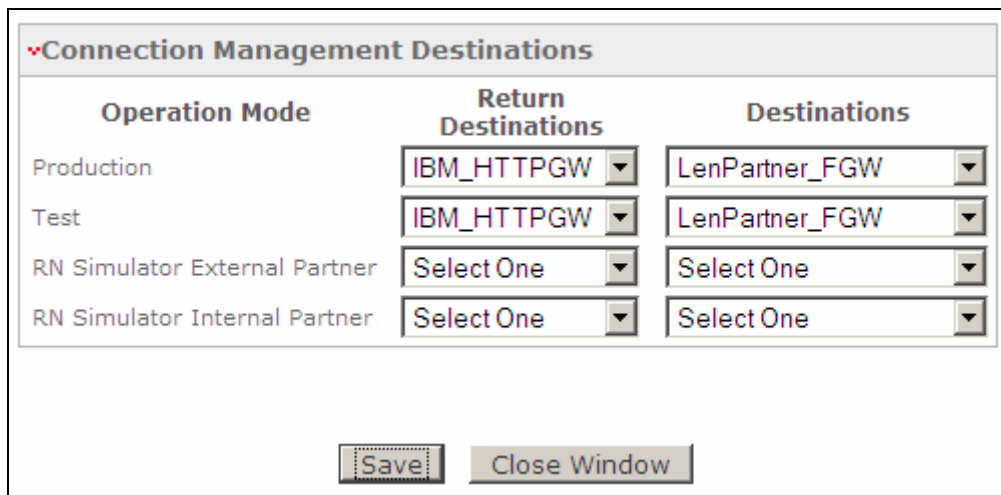 Connection Management Destinations
Operation Mode Return Destinations Destinations
Production IBM_HTTPGW LenPartner_FGW
Test IBM_HTTPGW LenPartner_FGW
RN Simulator External Partner Select One Select One
RN Simulator Internal Partner Select One Select One
Save Close Window